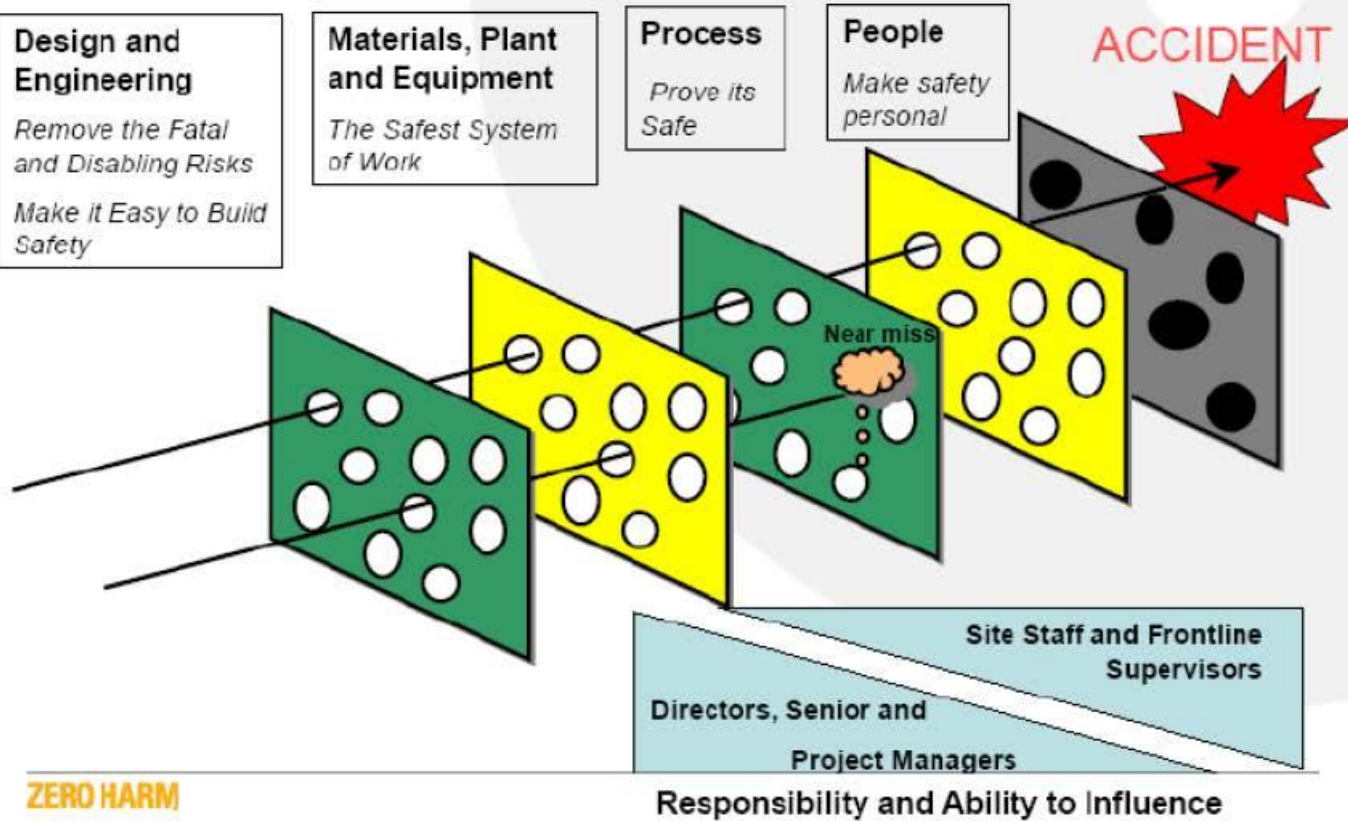 Design and
Engineering
Remove the Fatal
and Disabling Risks
Make it Easy to Build
Safety
Materials, Plant
and Equipment
The Safest System
of Work
Process
Prove its
Safe
People
Make safety
personal
ACCIDENT
Near miss
Site Staff and Frontline
Supervisors
Directors, Senior and
Project Managers
ZERO HARM
Responsibility and Ability to Influence